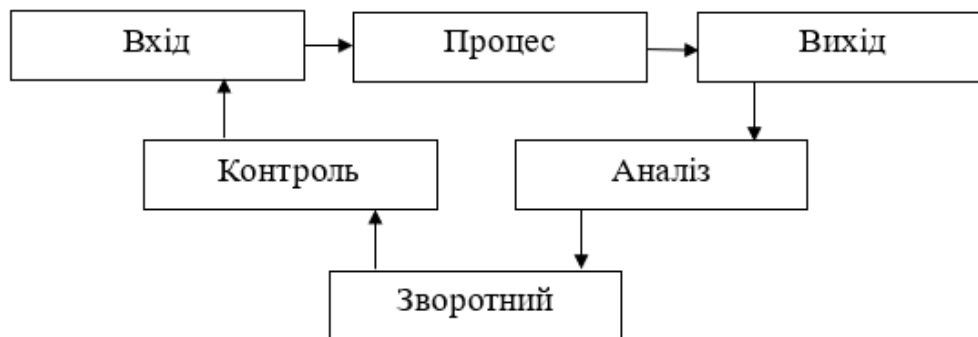 Вхід
Процес
Вихід
Контроль
Аналіз
Зворотний